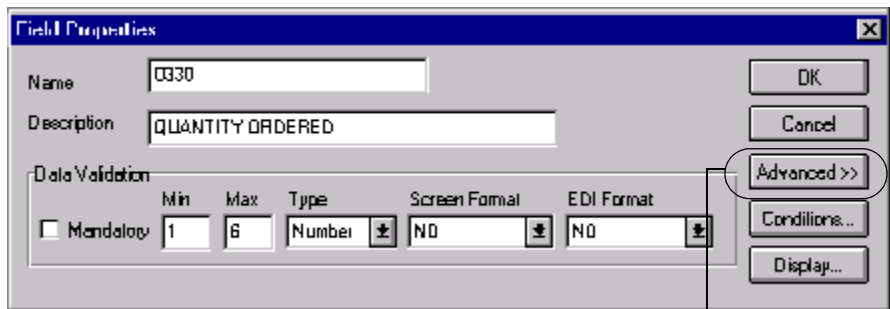 Field Properties
Name 0330 OK
Description QUANTITY ORDERED Cancel
Data Validation Advanced >>
Min Max Type Screen Format EDI Format
Mandatory 1 6 Number N0 N0 Conditions...
Display...